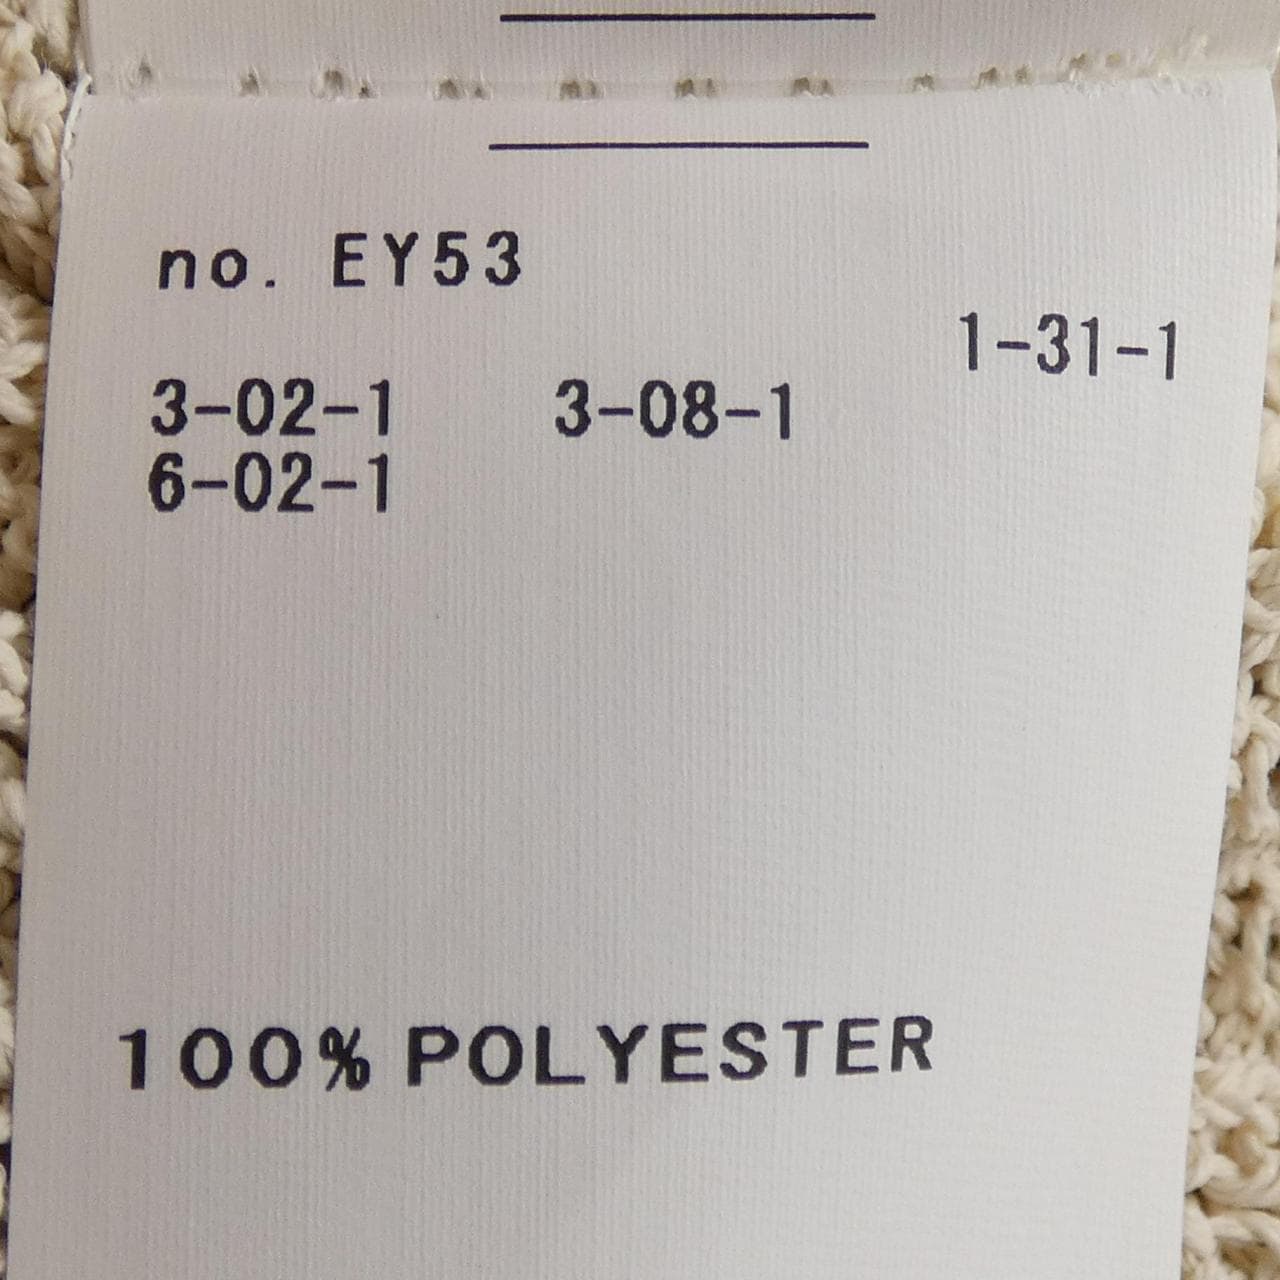 no. EY53
1-31-1
3-02-1 3-08-1
6-02-1
100% POLYESTER